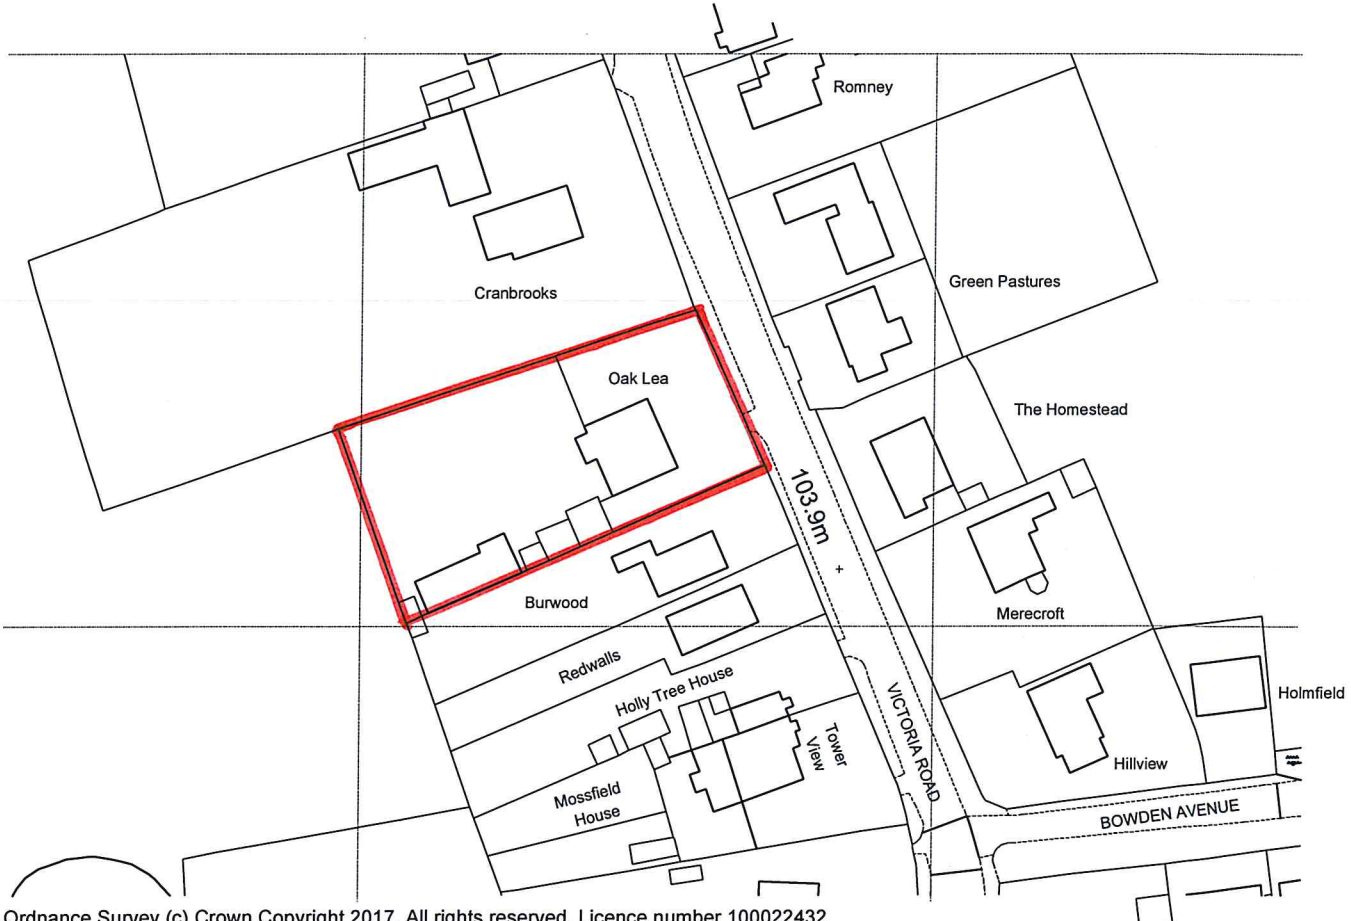 Romney
Green Pastures
Cranbrooks
Oak Lea
The Homestead
103.9m
Burwood
Merecroft
Redwalls
Holly Tree House
VICTORIA ROAD
Holmfield
Tower
View
Hillview
Mossfield
House
BOWDEN AVENUE
Ordnance Survey (c) Crown Copyright 2017. All rights reserved. Licence number 100022432